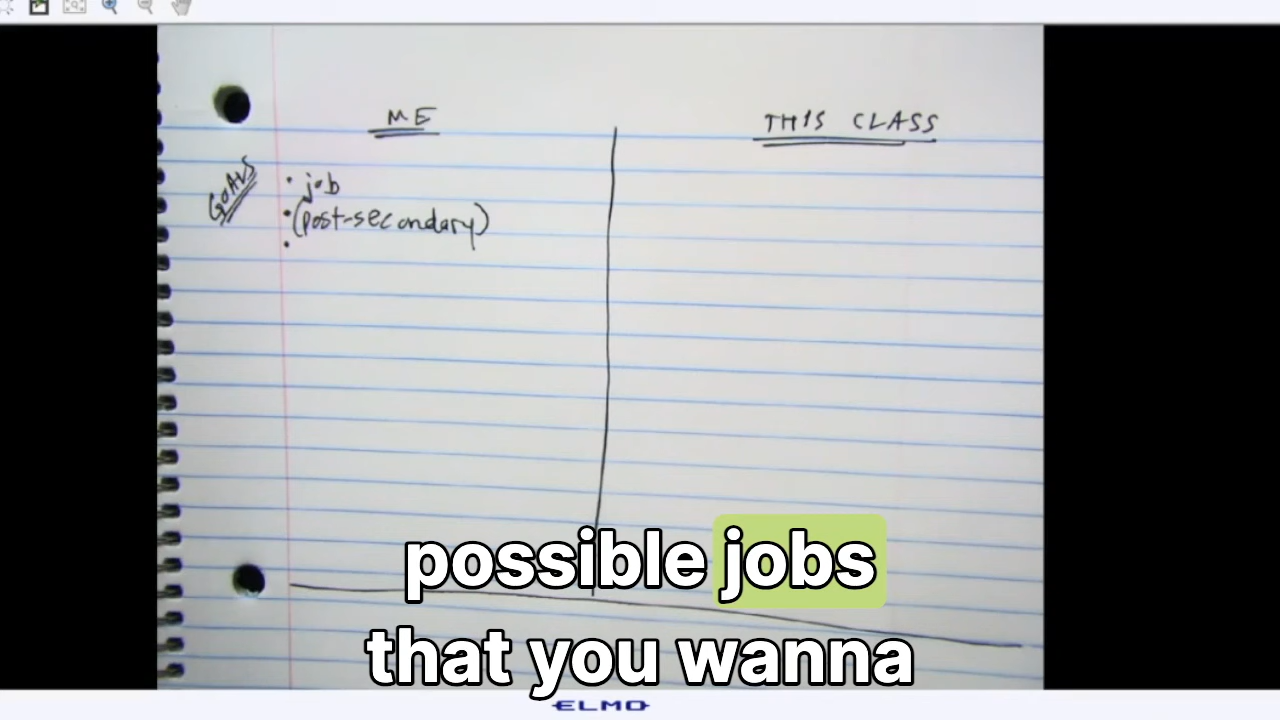 ME
THIS CLASS
GOALS
• job
• (post-secondary)
•
possible jobs
that you wanna
ELMO